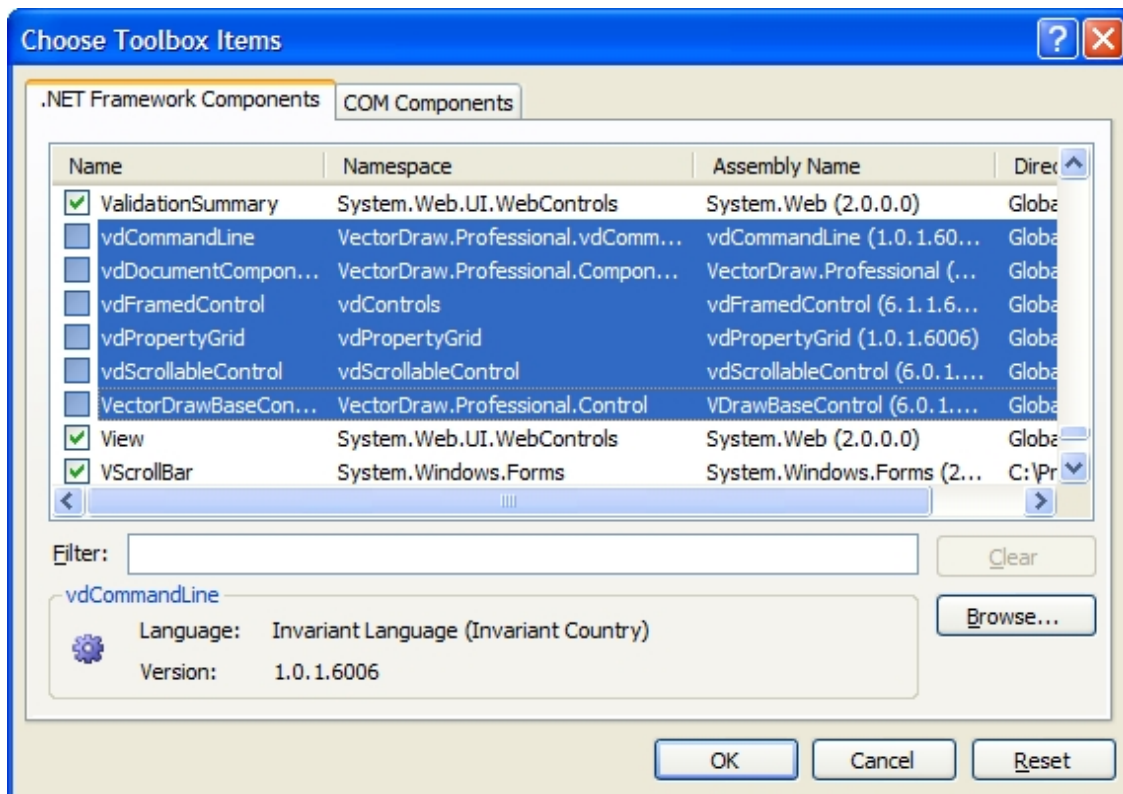 Choose Toolbox Items
.NET Framework Components COM Components
Name Namespace Assembly Name Direc
ValidationSummary System.Web.UI.WebControls System.Web (2.0.0.0) Globa
vdCommandLine VectorDraw.Professional.vdComm... vdCommandLine (1.0.1.60... Globa
vdDocumentCompon... VectorDraw.Professional.Compon... VectorDraw.Professional (... Globa
vdFramedControl vdControls vdFramedControl (6.1.1.6... Globa
vdPropertyGrid vdPropertyGrid vdPropertyGrid (1.0.1.6006) Globa
vdScrollableControl vdScrollableControl vdScrollableControl (6.0.1.... Globa
VectorDrawBaseCon... VectorDraw.Professional.Control VDrawBaseControl (6.0.1.... Globa
View System.Web.UI.WebControls System.Web (2.0.0.0) Globa
VScrollBar System.Windows.Forms System.Windows.Forms (2... C:\Pr
Filter: Clear
vdCommandLine
Browse...
Language: Invariant Language (Invariant Country)
Version: 1.0.1.6006
OK Cancel Reset